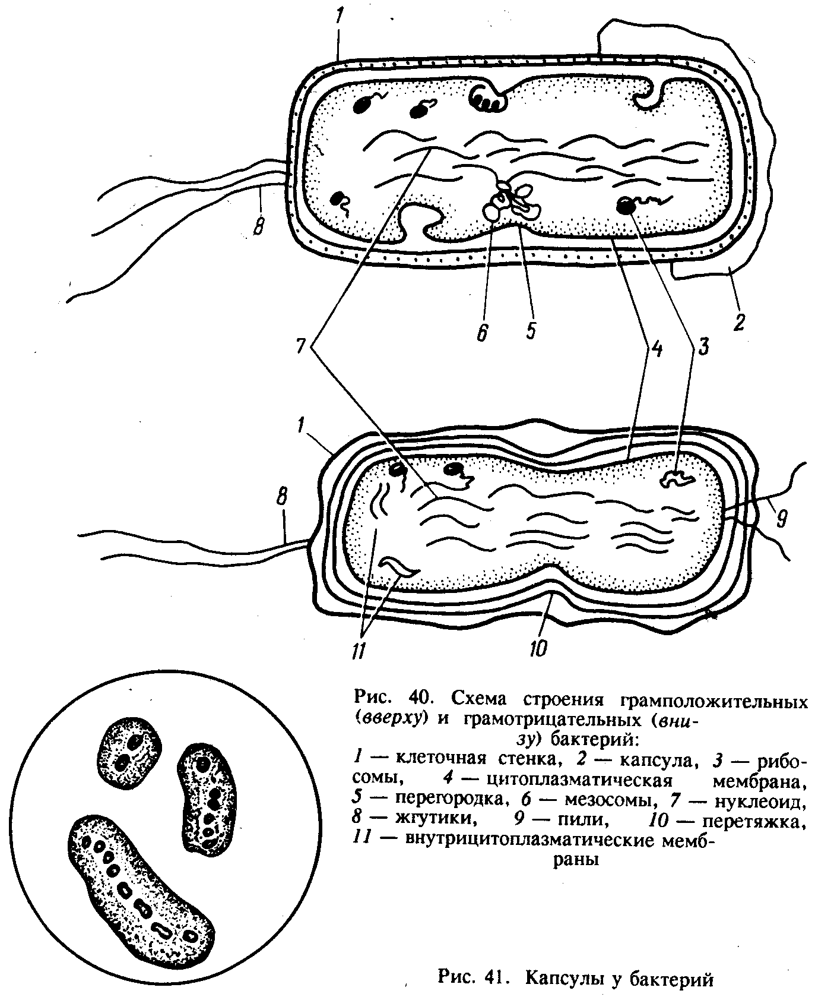 1
8
6
5
2
7
4
3
1
8
9
11
10
Рис. 40. Схема строения грамположительных
(вверху) и грамотрицательных (вни-
зу) бактерий:
1 — клеточная стенка, 2 — капсула, 3 — рибо-
сомы, 4 — цитоплазматическая мембрана,
5 — перегородка, 6 — мезосомы, 7 — нуклеоид,
8 — жгутики, 9 — пили, 10 — перетяжка,
11 — внутрицитоплазматические мемб-
раны
Рис. 41. Капсулы у бактерий